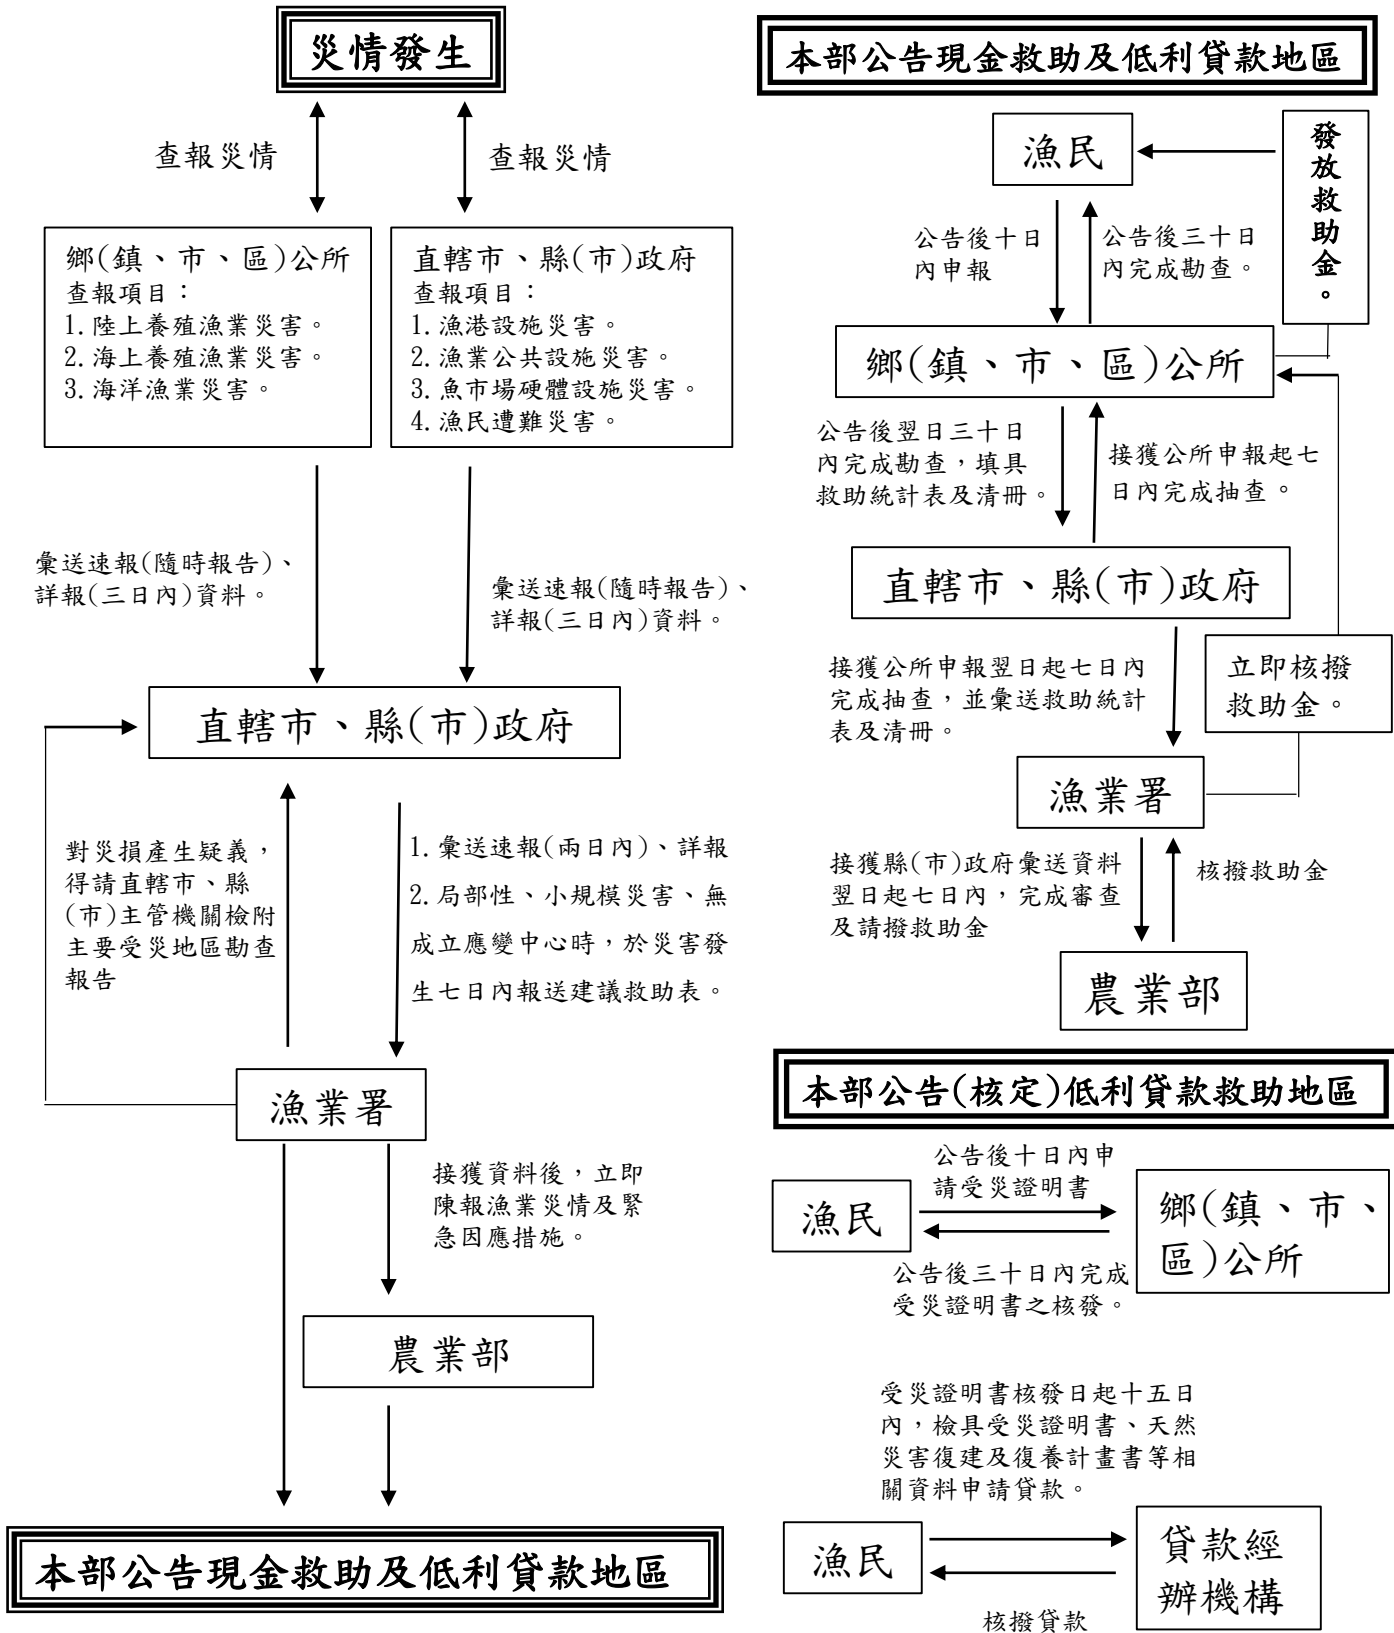 災情發生
查報災情
查報災情
鄉(鎮、市、區)公所
查報項目：
1.陸上養殖漁業災害。
2.海上養殖漁業災害。
3.海洋漁業災害。
直轄市、縣(市)政府
查報項目：
1.漁港設施災害。
2.漁業公共設施災害。
3.魚市場硬體設施災害。
4.漁民遭難災害。
彙送速報(隨時報告)、
詳報(三日內)資料。
彙送速報(隨時報告)、
詳報(三日內)資料。
直轄市、縣(市)政府
對災損產生疑義，
得請直轄市、縣
(市)主管機關檢附
主要受災地區勘查
報告
1.彙送速報(兩日內)、詳報
2.局部性、小規模災害、無
成立應變中心時，於災害發
生七日內報送建議救助表。
漁業署
接獲資料後，立即
陳報漁業災情及緊
急因應措施。
農業部
本部公告現金救助及低利貸款地區
本部公告現金救助及低利貸款地區
漁民
發放救助金。
公告後十日
內申報
公告後三十日
內完成勘查。
鄉(鎮、市、區)公所
公告後翌日三十日
內完成勘查，填具
救助統計表及清冊。
接獲公所申報起七
日內完成抽查。
直轄市、縣(市)政府
接獲公所申報翌日起七日內
完成抽查，並彙送救助統計
表及清冊。
立即核撥
救助金。
漁業署
接獲縣(市)政府彙送資料
翌日起七日內，完成審查
及請撥救助金
核撥救助金
農業部
本部公告(核定)低利貸款救助地區
公告後十日內申
請受災證明書
漁民
鄉(鎮、市、
區)公所
公告後三十日內完成
受災證明書之核發。
受災證明書核發日起十五日
內，檢具受災證明書、天然
災害復建及復養計畫書等相
關資料申請貸款。
漁民
貸款經
辦機構
核撥貸款